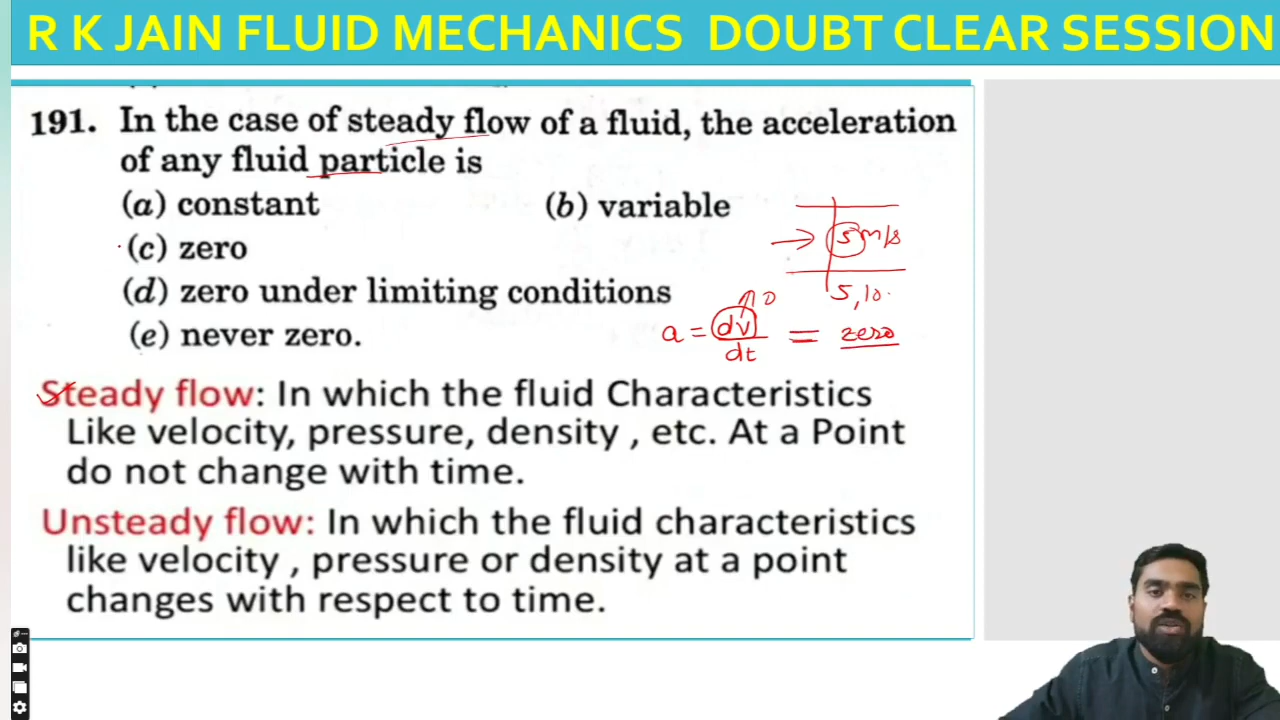 R K JAIN FLUID MECHANICS DOUBT CLEAR SESSION
191. In the case of steady flow of a fluid, the acceleration
of any fluid particle is
(a) constant (b) variable
(c) zero
(d) zero under limiting conditions
(e) never zero.
5 m/s
5, 10
0
a = dv/dt = zero
Steady flow: In which the fluid Characteristics
Like velocity, pressure, density , etc. At a Point
do not change with time.
Unsteady flow: In which the fluid characteristics
like velocity , pressure or density at a point
changes with respect to time.